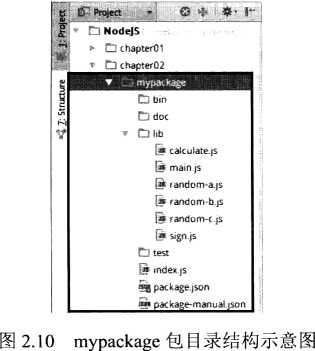 1: Project
7: Structure
Project
NodeJS
chapter01
chapter02
mypackage
bin
doc
lib
calculate.js
main.js
random-a.js
random-b.js
random-c.js
sign.js
test
index.js
package.json
package-manual.json
图 2.10 mypackage 包目录结构示意图